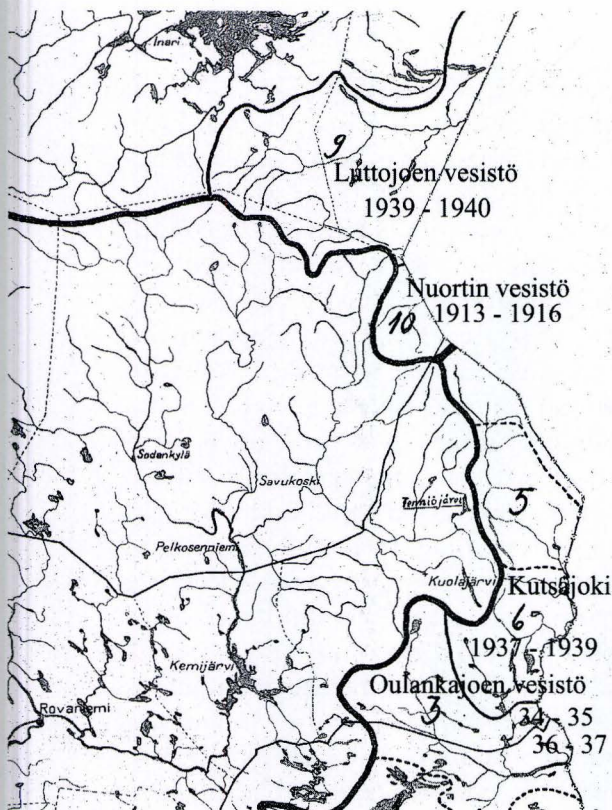 Inari
9
Luttojoen vesistö
1939 - 1940
Nuortin vesistö
10
1913 - 1916
Sodankylä
Savukoski
Tenniöjärvi
5
Pelkosenniemi
Kuolajärvi
Kutsajoki
6
1937 - 1939
Kemijärvi
Oulankajoen vesistö
Rovaniemi
3
34 - 35
36 - 37